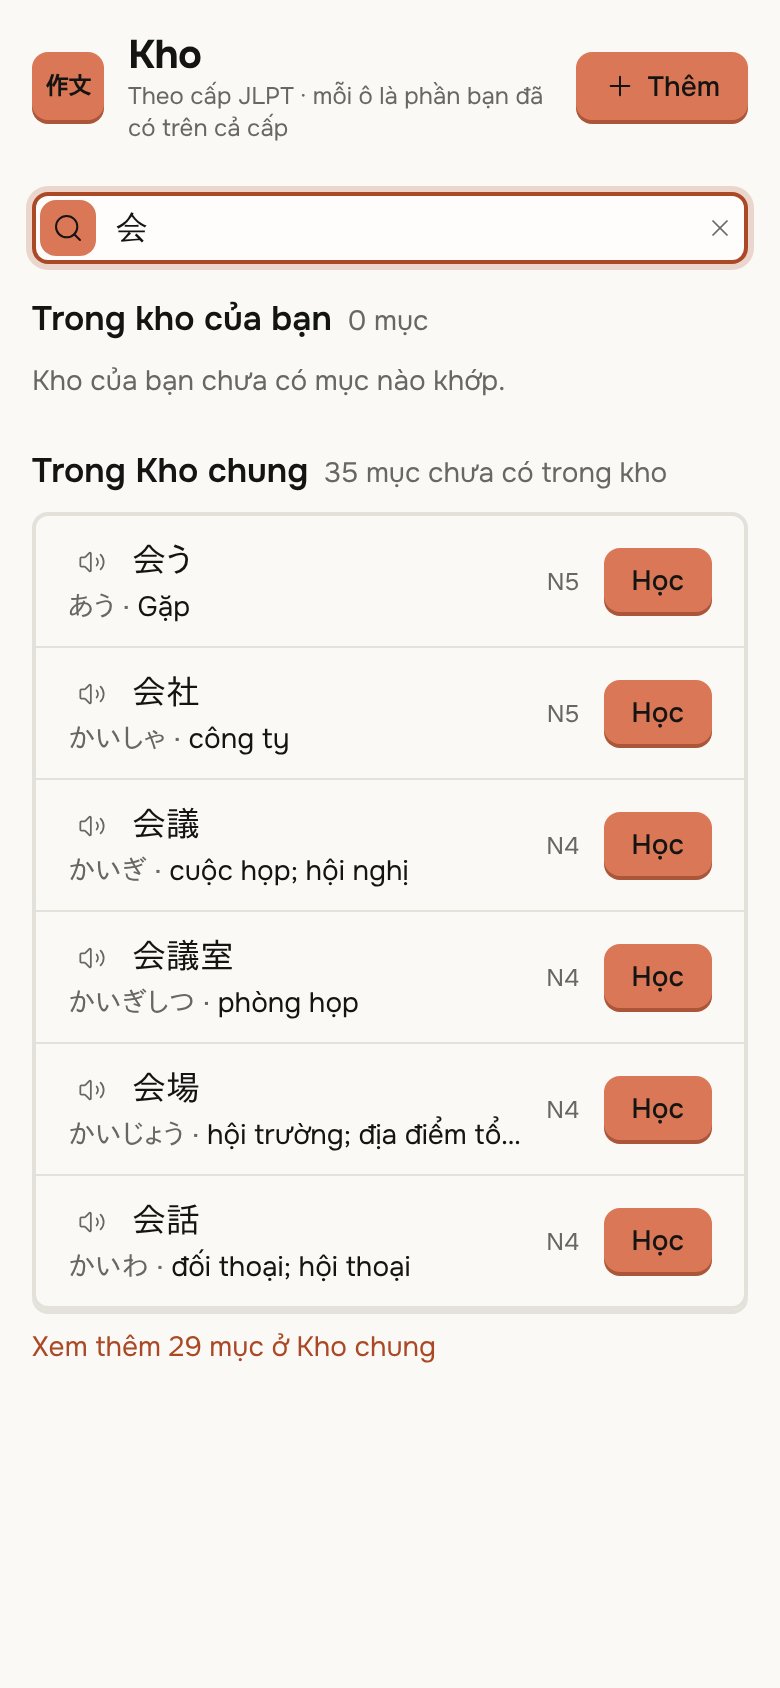 作文
Kho
Theo cấp JLPT · mỗi ô là phần bạn đã
có trên cả cấp
Thêm
会
Trong kho của bạn 0 mục
Kho của bạn chưa có mục nào khớp.
Trong Kho chung 35 mục chưa có trong kho
会う
あう · Gặp
N5
Học
会社
かいしゃ · công ty
N5
Học
会議
かいぎ · cuộc họp; hội nghị
N4
Học
会議室
かいぎしつ · phòng họp
N4
Học
会場
かいじょう · hội trường; địa điểm tổ...
N4
Học
会話
かいわ · đối thoại; hội thoại
N4
Học
Xem thêm 29 mục ở Kho chung